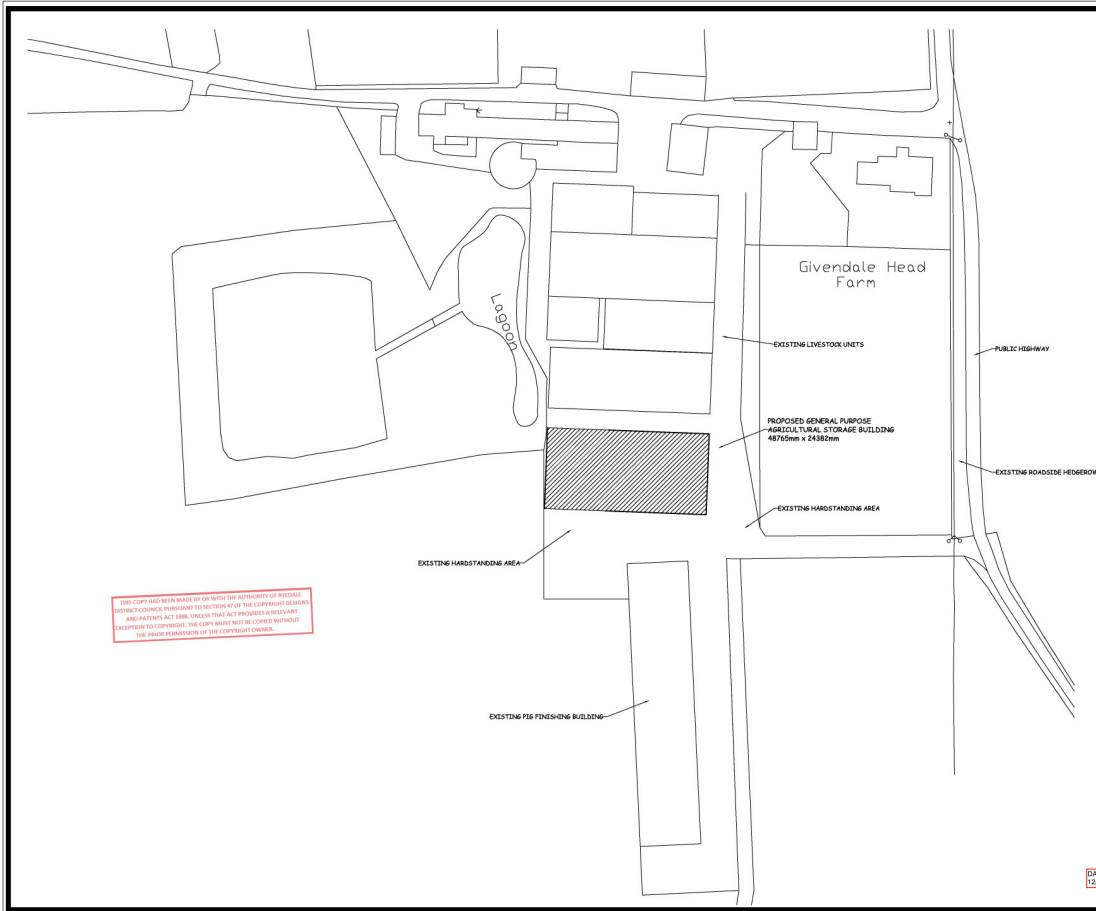 Givendale Head
Farm
Lagoon
EXISTING LIVESTOCK UNITS
PUBLIC HIGHWAY
PROPOSED GENERAL PURPOSE
AGRICULTURAL STORAGE BUILDING
48765mm x 24382mm
EXISTING ROADSIDE HEDGEROW
EXISTING HARDSTANDING AREA
EXISTING HARDSTANDING AREA
THIS COPY HAD BEEN MADE BY OR WITH THE AUTHORITY OF RYEDALE
DISTRICT COUNCIL PURSUANT TO SECTION 47 OF THE COPYRIGHT DESIGNS
AND PATENTS ACT 1988. UNLESS THAT ACT PROVIDES A RELEVANT
EXCEPTION TO COPYRIGHT. THE COPY MUST NOT BE COPIED WITHOUT
THE PRIOR PERMISSION OF THE COPYRIGHT OWNER.
EXISTING PIG FINISHING BUILDING
DA
12